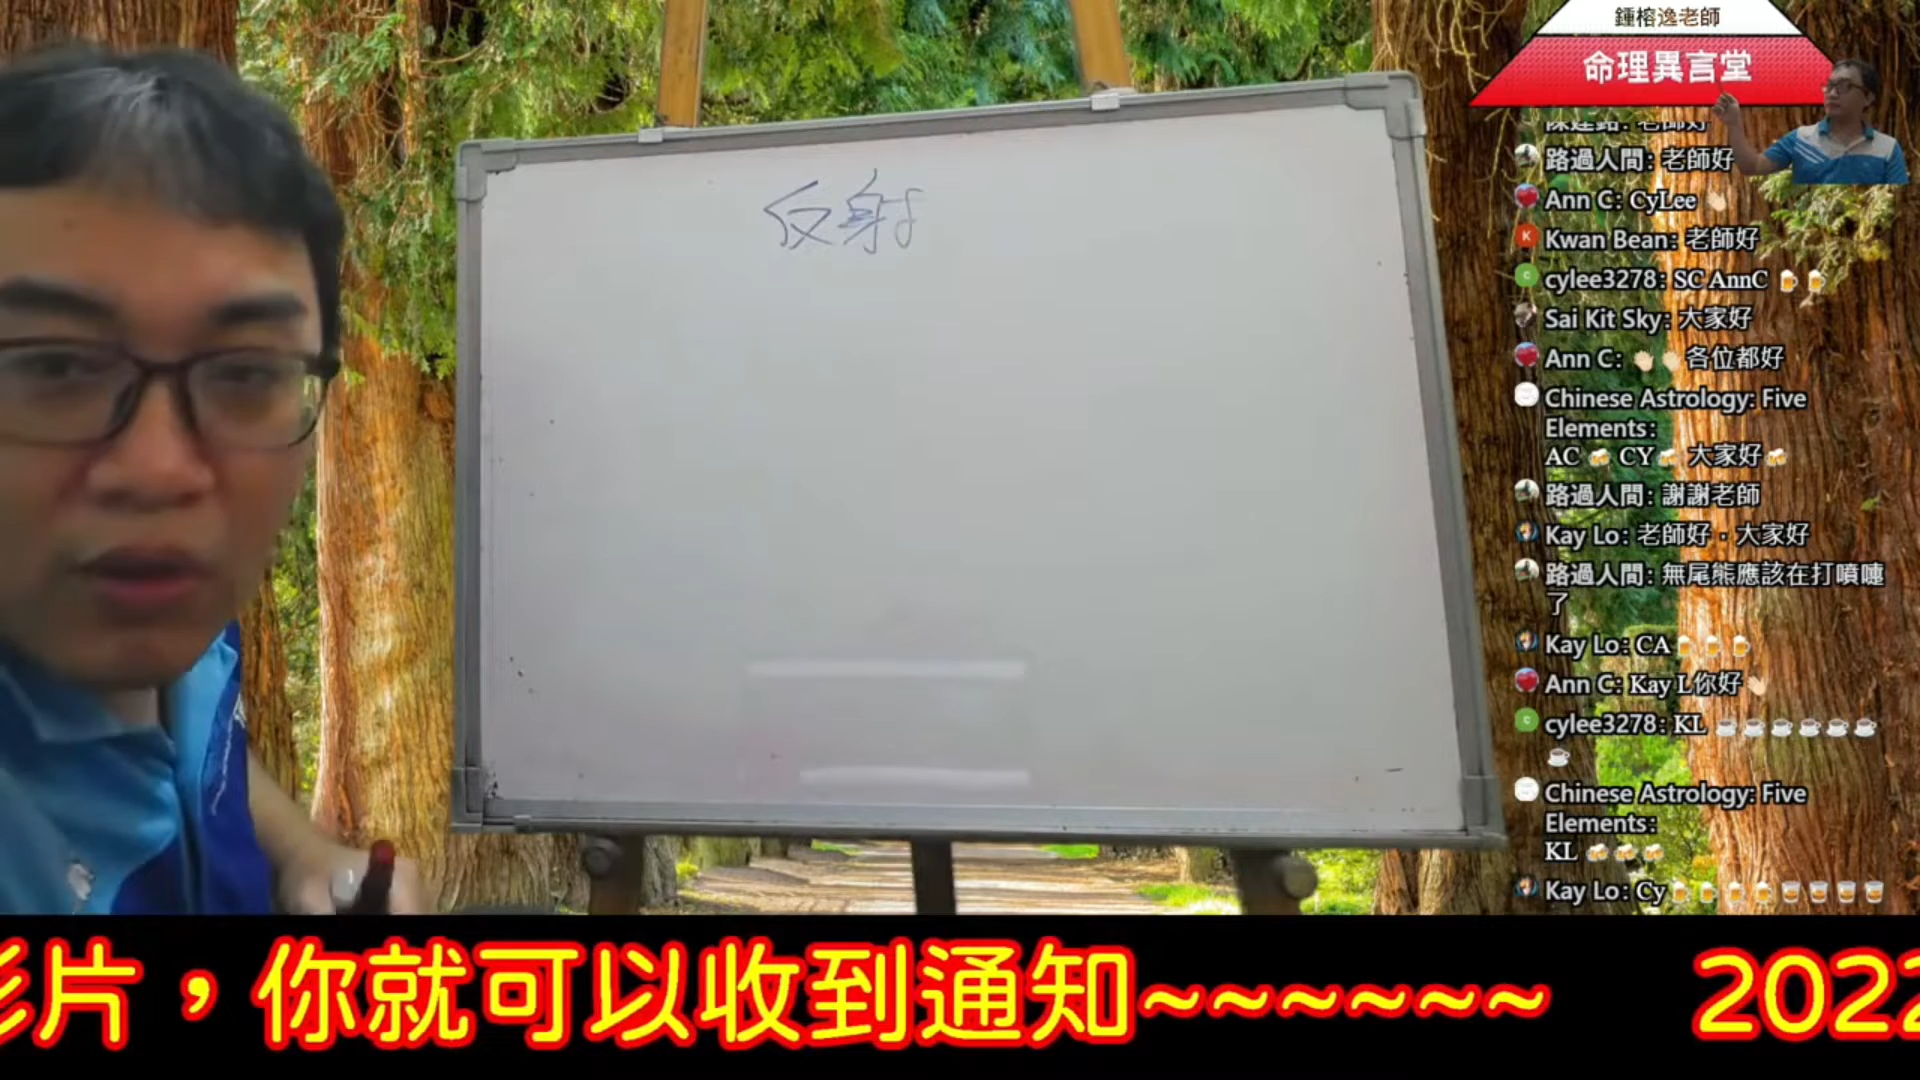 鍾榕逸老師
命理異言堂
反射
老師好
路過人間: 老師好
Ann C: CyLee 👋🏻
Kwan Bean: 老師好
cylee3278: SC AnnC 🍺🍺
Sai Kit Sky: 大家好
Ann C: 👋🏻👋🏻各位都好
Chinese Astrology: Five
Elements:
AC 🍻 CY🍻 大家好🍻
路過人間: 謝謝老師
Kay Lo: 老師好·大家好
路過人間: 無尾熊應該在打噴嚏
了
Kay Lo: CA🍺🍺🍺
Ann C: Kay L你好👋🏻
cylee3278: KL ☕☕☕☕☕☕
☕
Chinese Astrology: Five
Elements:
KL 🍻🍻🍻
Kay Lo: Cy🍺🍺🍺🍺🥃🥃🥃🥃
影片，你就可以收到通知~~~~~~~ 2022